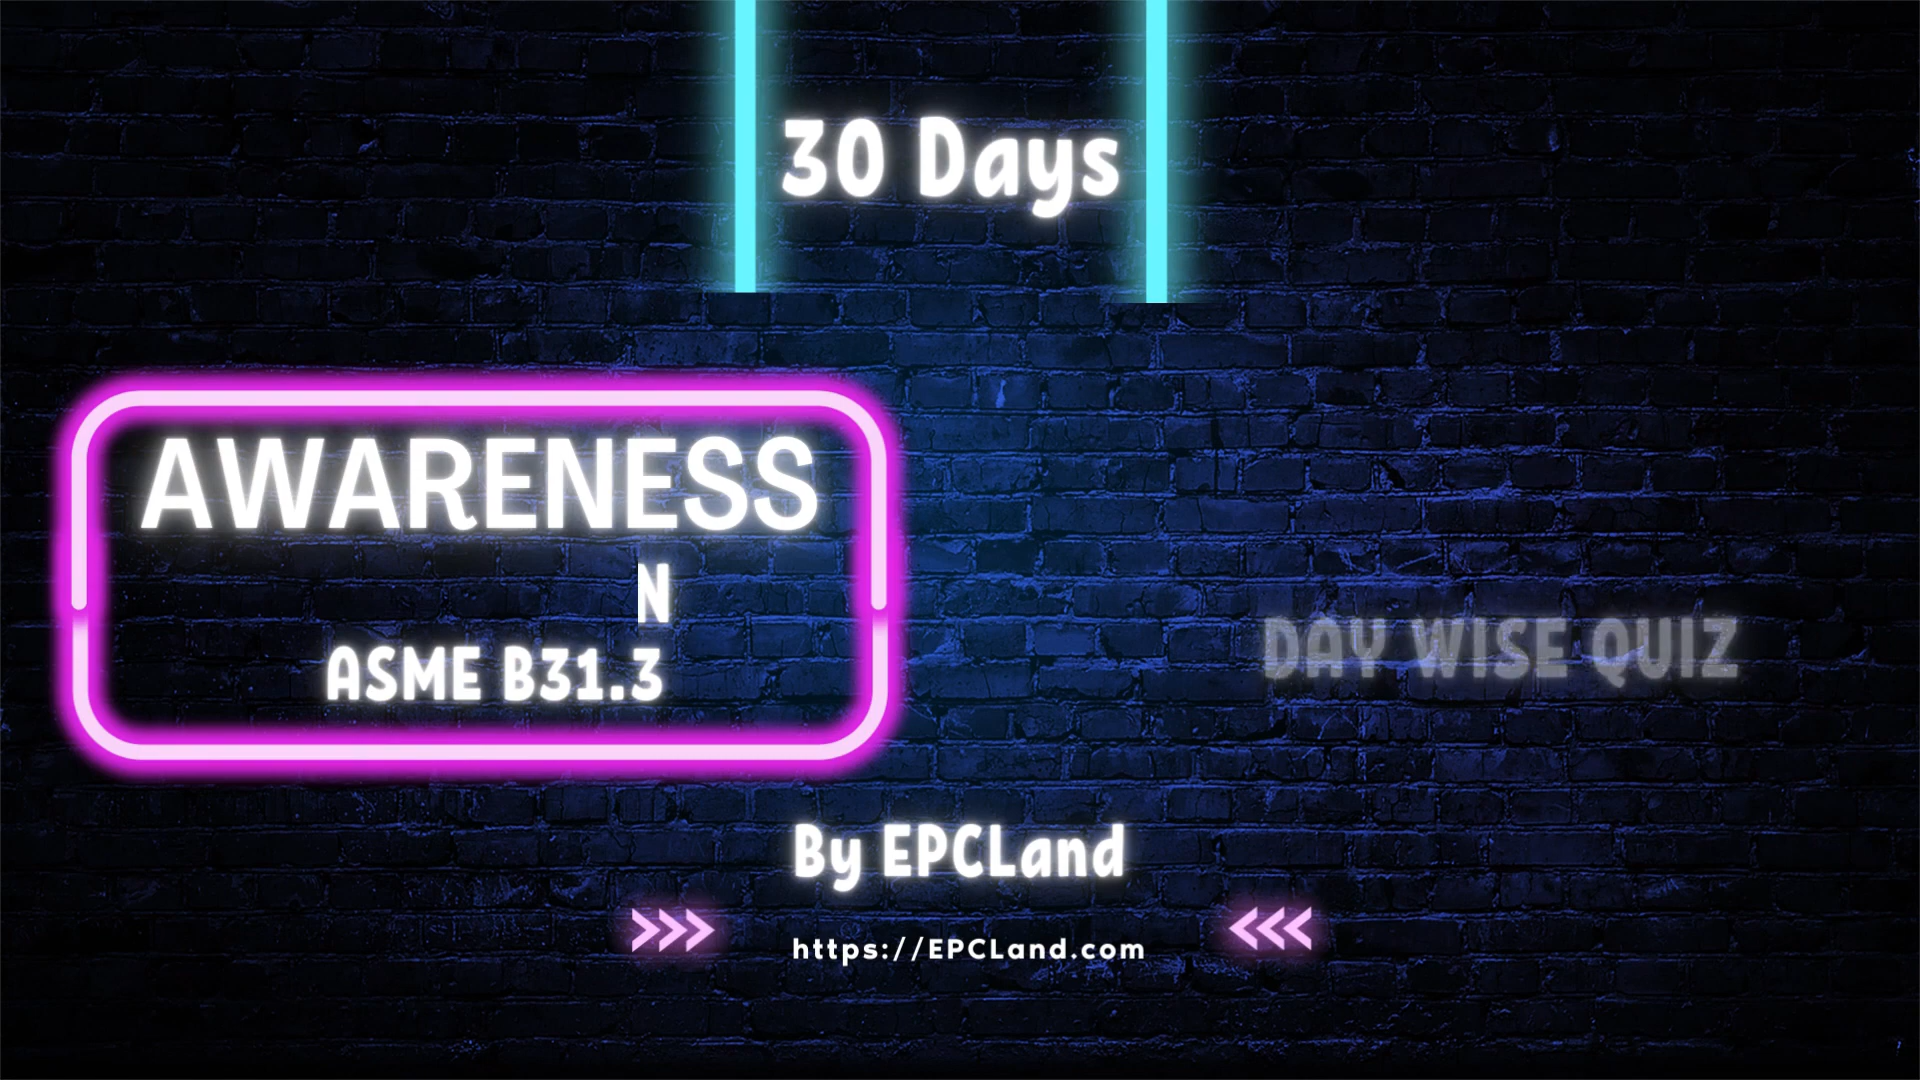 30 Days
AWARENESS
N
ASME B31.3
DAY WISE QUIZ
By EPCLand
https://EPCLand.com